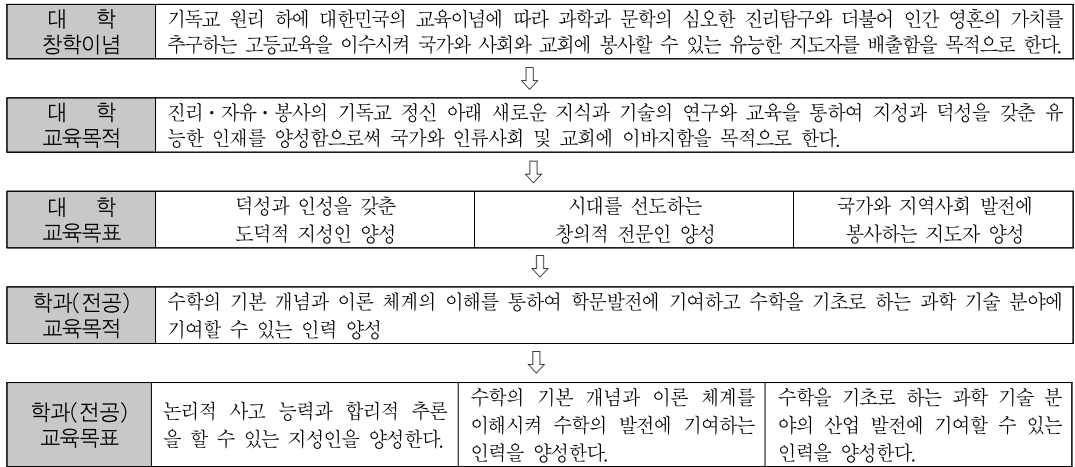 대 학
창학이념
기독교 원리 하에 대한민국의 교육이념에 따라 과학과 문학의 심오한 진리탐구와 더불어 인간 영혼의 가치를
추구하는 고등교육을 이수시켜 국가와 사회와 교회에 봉사할 수 있는 유능한 지도자를 배출함을 목적으로 한다.
⇩
대 학
교육목적
진리・자유・봉사의 기독교 정신 아래 새로운 지식과 기술의 연구와 교육을 통하여 지성과 덕성을 갖춘 유
능한 인재를 양성함으로써 국가와 인류사회 및 교회에 이바지함을 목적으로 한다.
⇩
대 학
교육목표
덕성과 인성을 갖춘
도덕적 지성인 양성
시대를 선도하는
창의적 전문인 양성
국가와 지역사회 발전에
봉사하는 지도자 양성
⇩
학과(전공)
교육목적
수학의 기본 개념과 이론 체계의 이해를 통하여 학문발전에 기여하고 수학을 기초로 하는 과학 기술 분야에
기여할 수 있는 인력 양성
⇩
학과(전공)
교육목표
논리적 사고 능력과 합리적 추론
을 할 수 있는 지성인을 양성한다.
수학의 기본 개념과 이론 체계를
이해시켜 수학의 발전에 기여하는
인력을 양성한다.
수학을 기초로 하는 과학 기술 분
야의 산업 발전에 기여할 수 있는
인력을 양성한다.